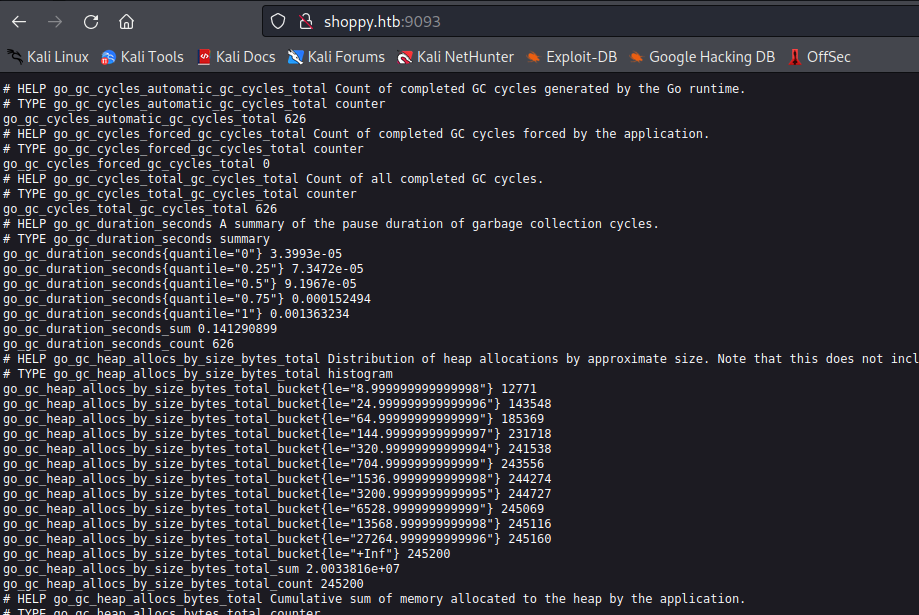 shoppy.htb:9093
Kali Linux Kali Tools Kali Docs Kali Forums Kali NetHunter Exploit-DB Google Hacking DB OffSec
# HELP go_gc_cycles_automatic_gc_cycles_total Count of completed GC cycles generated by the Go runtime.
# TYPE go_gc_cycles_automatic_gc_cycles_total counter
go_gc_cycles_automatic_gc_cycles_total 626
# HELP go_gc_cycles_forced_gc_cycles_total Count of completed GC cycles forced by the application.
# TYPE go_gc_cycles_forced_gc_cycles_total counter
go_gc_cycles_forced_gc_cycles_total 0
# HELP go_gc_cycles_total_gc_cycles_total Count of all completed GC cycles.
# TYPE go_gc_cycles_total_gc_cycles_total counter
go_gc_cycles_total_gc_cycles_total 626
# HELP go_gc_duration_seconds A summary of the pause duration of garbage collection cycles.
# TYPE go_gc_duration_seconds summary
go_gc_duration_seconds{quantile="0"} 3.3993e-05
go_gc_duration_seconds{quantile="0.25"} 7.3472e-05
go_gc_duration_seconds{quantile="0.5"} 9.1967e-05
go_gc_duration_seconds{quantile="0.75"} 0.000152494
go_gc_duration_seconds{quantile="1"} 0.001363234
go_gc_duration_seconds_sum 0.141290899
go_gc_duration_seconds_count 626
# HELP go_gc_heap_allocs_by_size_bytes_total Distribution of heap allocations by approximate size. Note that this does not incl
# TYPE go_gc_heap_allocs_by_size_bytes_total histogram
go_gc_heap_allocs_by_size_bytes_total_bucket{le="8.999999999999998"} 12771
go_gc_heap_allocs_by_size_bytes_total_bucket{le="24.999999999999996"} 143548
go_gc_heap_allocs_by_size_bytes_total_bucket{le="64.99999999999999"} 185369
go_gc_heap_allocs_by_size_bytes_total_bucket{le="144.99999999999997"} 231718
go_gc_heap_allocs_by_size_bytes_total_bucket{le="320.99999999999994"} 241538
go_gc_heap_allocs_by_size_bytes_total_bucket{le="704.9999999999999"} 243556
go_gc_heap_allocs_by_size_bytes_total_bucket{le="1536.9999999999998"} 244274
go_gc_heap_allocs_by_size_bytes_total_bucket{le="3200.9999999999995"} 244727
go_gc_heap_allocs_by_size_bytes_total_bucket{le="6528.999999999999"} 245069
go_gc_heap_allocs_by_size_bytes_total_bucket{le="13568.999999999998"} 245116
go_gc_heap_allocs_by_size_bytes_total_bucket{le="27264.999999999996"} 245160
go_gc_heap_allocs_by_size_bytes_total_bucket{le="+Inf"} 245200
go_gc_heap_allocs_by_size_bytes_total_sum 2.0033816e+07
go_gc_heap_allocs_by_size_bytes_total_count 245200
# HELP go_gc_heap_allocs_bytes_total Cumulative sum of memory allocated to the heap by the application.
# TYPE go_gc_heap_allocs_bytes_total counter